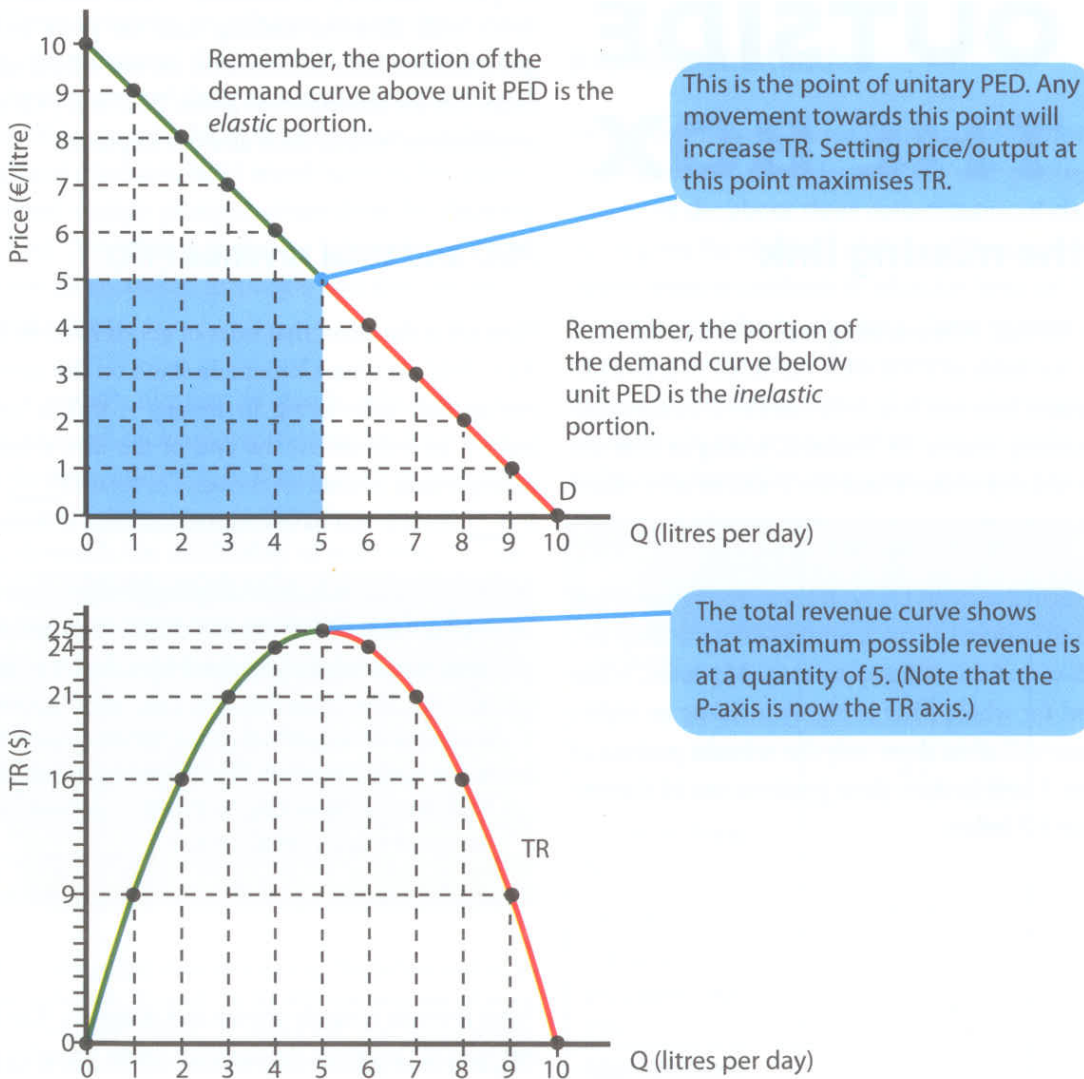 OUTSIDE
10
9
8
7
6
5
4
3
2
1
0
Price (€/litre)
Remember, the portion of the
demand curve above unit PED is the
elastic portion.
This is the point of unitary PED. Any
movement towards this point will
increase TR. Setting price/output at
this point maximises TR.
Remember, the portion of
the demand curve below
unit PED is the inelastic
portion.
D
0 1 2 3 4 5 6 7 8 9 10
Q (litres per day)
25
24
21
16
9
0
TR ($)
The total revenue curve shows
that maximum possible revenue is
at a quantity of 5. (Note that the
P-axis is now the TR axis.)
TR
0 1 2 3 4 5 6 7 8 9 10
Q (litres per day)